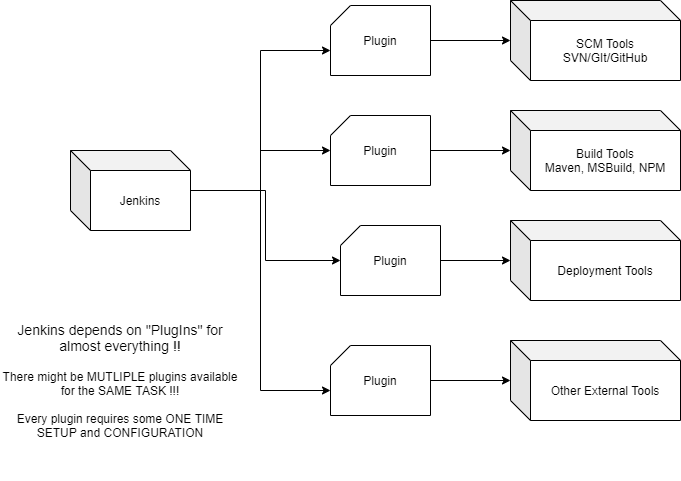 Plugin
SCM Tools
SVN/GIt/GitHub
Plugin
Build Tools
Maven, MSBuild, NPM
Jenkins
Plugin
Deployment Tools
Jenkins depends on "PlugIns" for
almost everything !!
There might be MUTLIPLE plugins available
for the SAME TASK !!!
Every plugin requires some ONE TIME
SETUP and CONFIGURATION
Plugin
Other External Tools